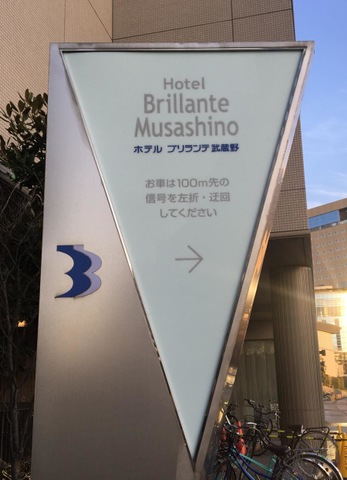 Hotel
Brillante
Musashino
ホテル ブリランテ武蔵野
お車は100m先の
信号を左折・迂回
してください
→
B